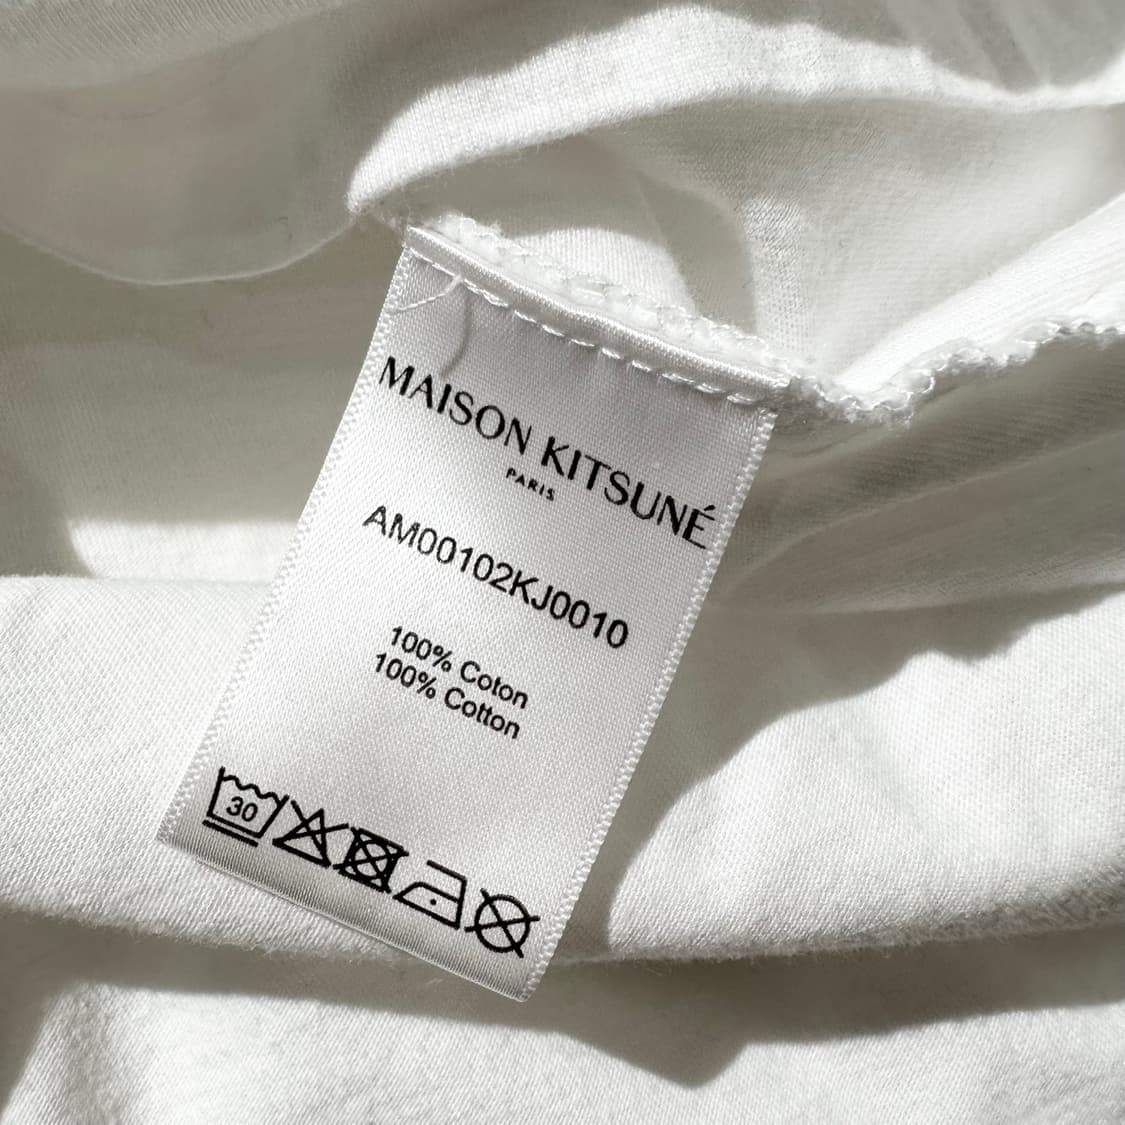 MAISON KITSUNÉ
PARIS
AM00102KJ0010
100% Coton
100% Cotton
30